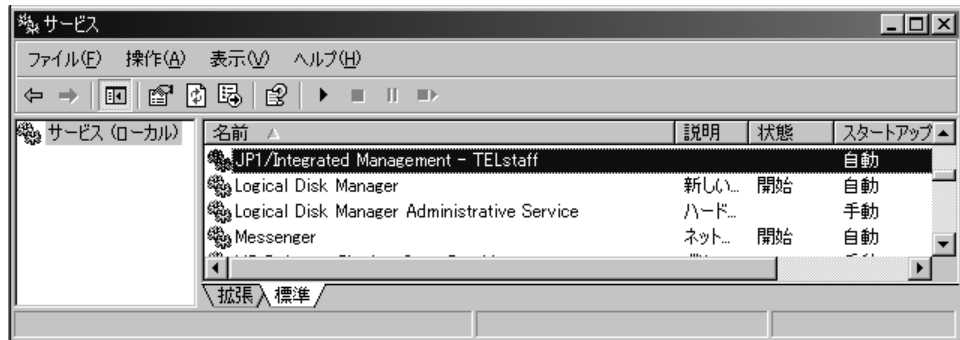 サービス
ファイル(F) 操作(A) 表示(V) ヘルプ(H)
サービス (ローカル)
名前 説明 状態 スタートアップ
JP1/Integrated Management - TELstaff 自動
Logical Disk Manager 新しい... 開始 自動
Logical Disk Manager Administrative Service ハード... 手動
Messenger ネット... 開始 自動
拡張 標準